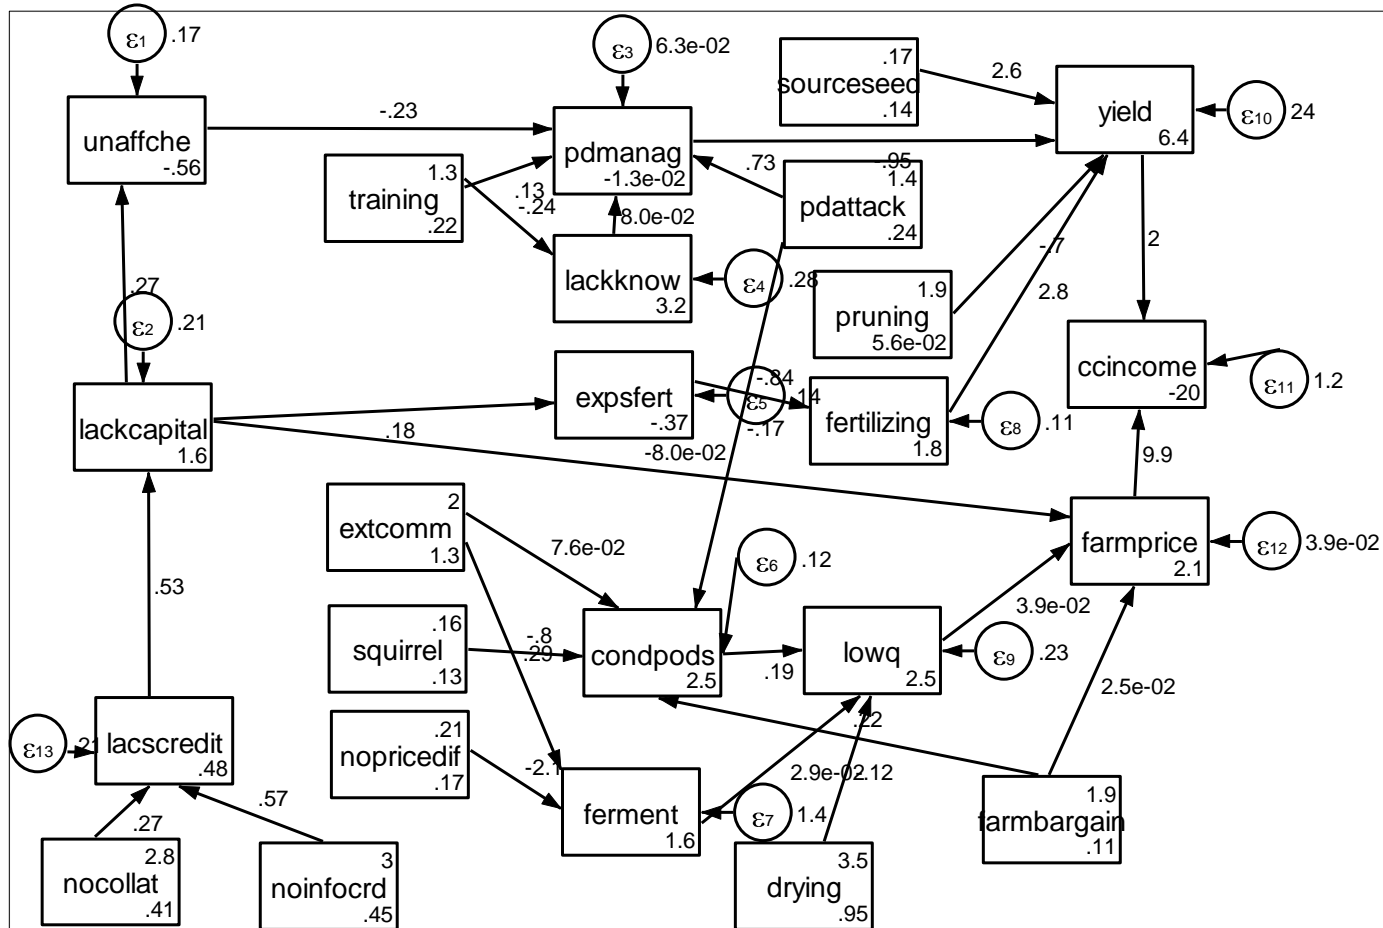 ε1 .17
ε3 6.3e-02
.17
sourceseed
.14
2.6
yield
6.4
ε10 24
unaffche
-.56
-.23
pdmanag
-1.3e-02
.73
-.95
1.4
pdattack
.24
1.3
training
.22
.13
-.24
8.0e-02
lackknow
3.2
ε4 .28
1.9
pruning
5.6e-02
-.7
2.8
2
.27
ε2 .21
ccincome
-20
ε11 1.2
lackcapital
1.6
expsfert
-.37
ε5
-.84
.14
-.17
fertilizing
1.8
ε8 .11
.18
-8.0e-02
9.9
2
extcomm
1.3
7.6e-02
ε6 .12
farmprice
2.1
ε12 3.9e-02
.53
.16
squirrel
.13
-.8
.29
condpods
2.5
.19
lowq
2.5
3.9e-02
ε9 .23
2.5e-02
lacscredit
.48
ε13 .21
.21
nopricedif
.17
-2.1
.22
2.9e-02
.12
ferment
1.6
ε7 1.4
1.9
farmbargain
.11
.27
.57
2.8
nocollat
.41
3
noinfocrd
.45
3.5
drying
.95